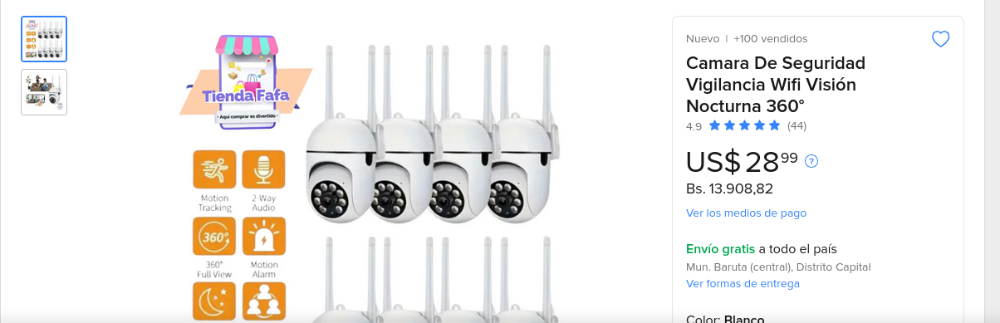 Tienda Fafa
• Aquí comprar es divertido •
Motion
Tracking
2-Way
Audio
360°
360°
Full View
Motion
Alarm
Nuevo | +100 vendidos
Camara De Seguridad
Vigilancia Wifi Visión
Nocturna 360°
4.9 ★★★★★ (44)
US$ 28 99 ?
Bs. 13.908,82
Ver los medios de pago
Envío gratis a todo el país
Mun. Baruta (central), Distrito Capital
Ver formas de entrega
Color: Blanco